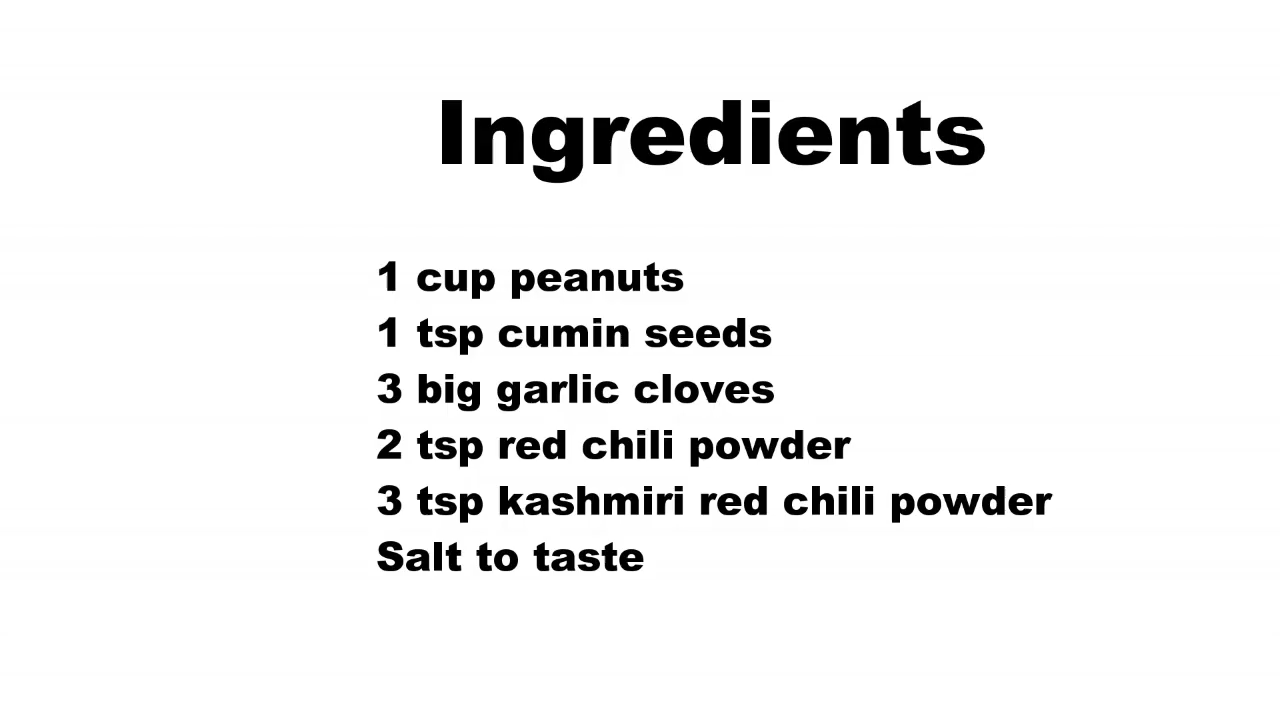 Ingredients
1 cup peanuts
1 tsp cumin seeds
3 big garlic cloves
2 tsp red chili powder
3 tsp kashmiri red chili powder
Salt to taste